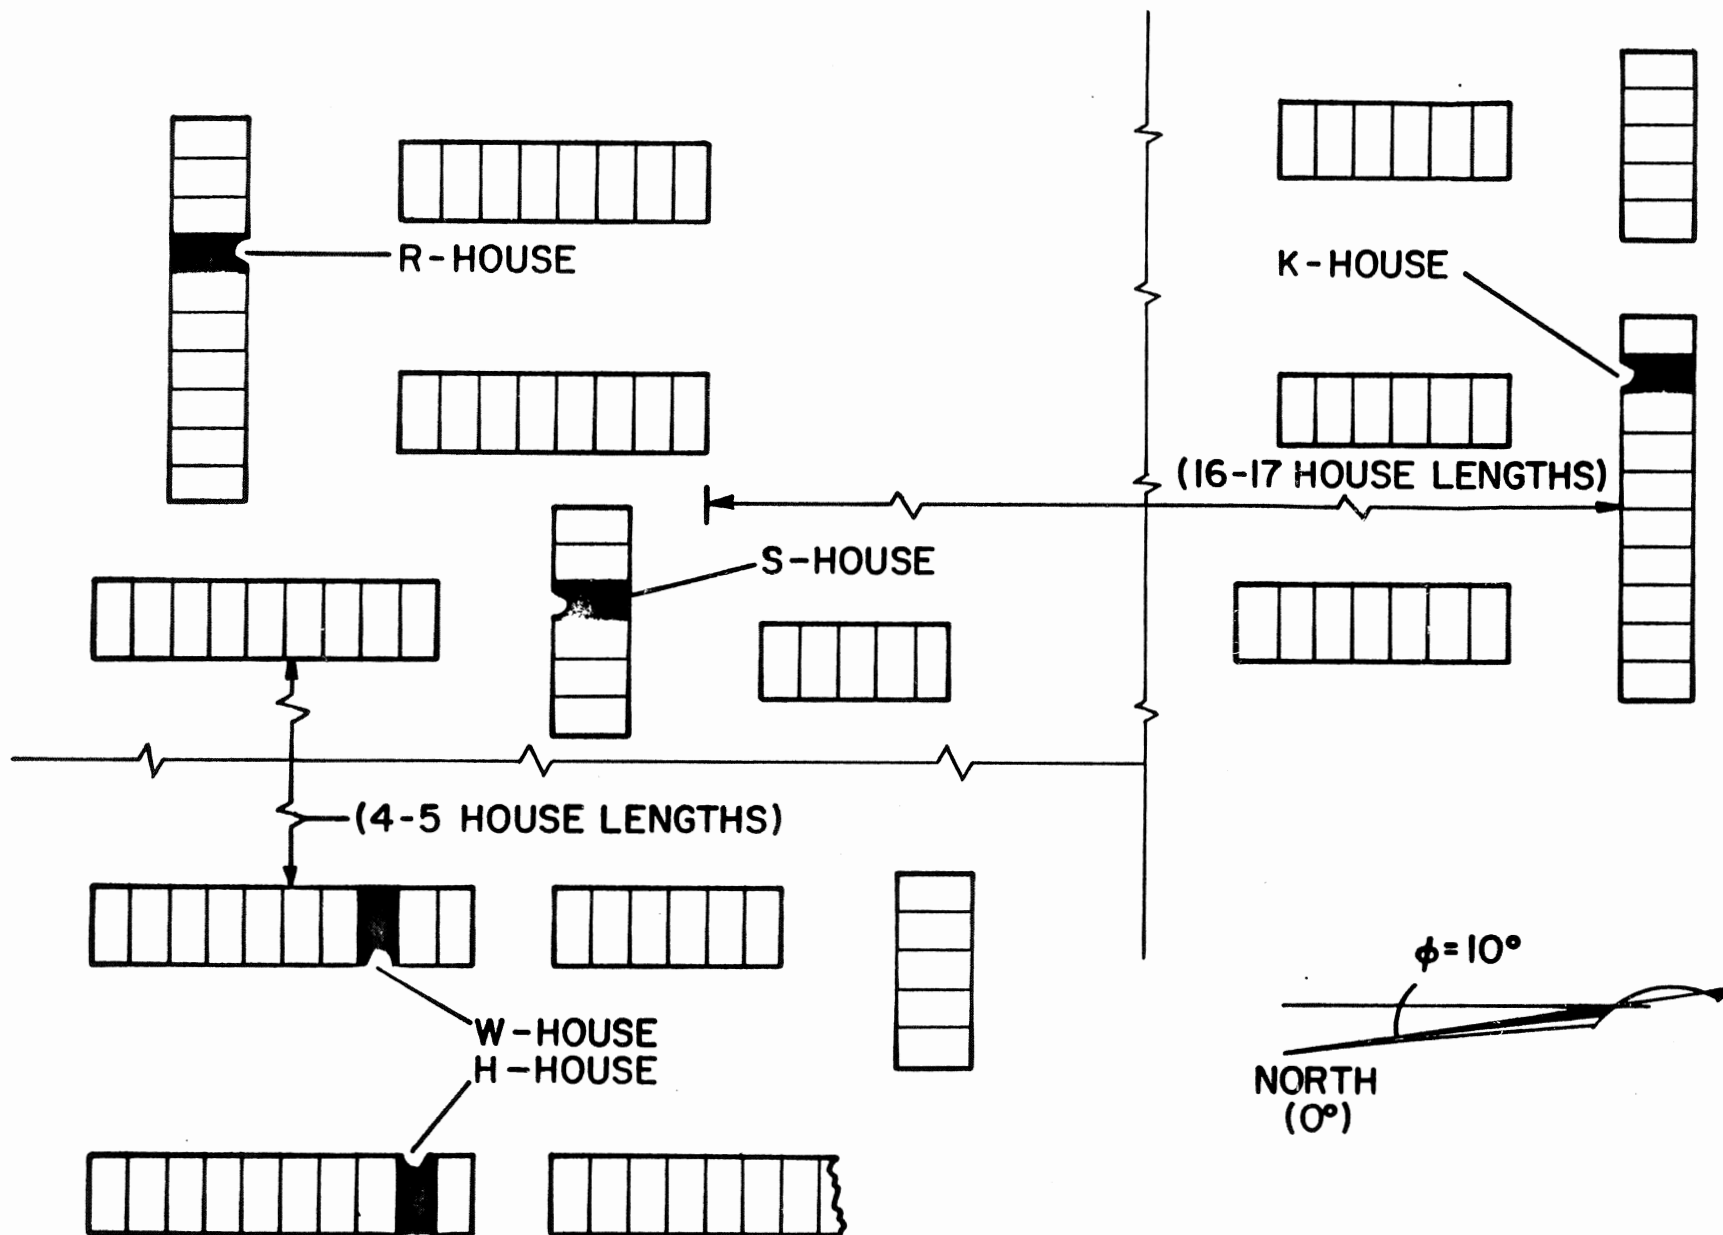 R-HOUSE
K-HOUSE
(16-17 HOUSE LENGTHS)
S-HOUSE
(4-5 HOUSE LENGTHS)
W-HOUSE
H-HOUSE
ϕ=10°
NORTH
(0°)